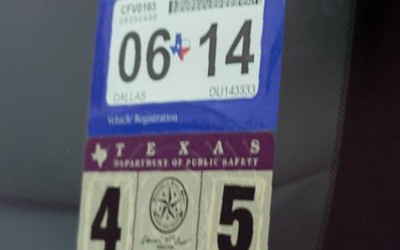 CFV0163
06 14
DALLAS DU143333
Vehicle Registration
TEXAS
DEPARTMENT OF PUBLIC SAFETY
4 5